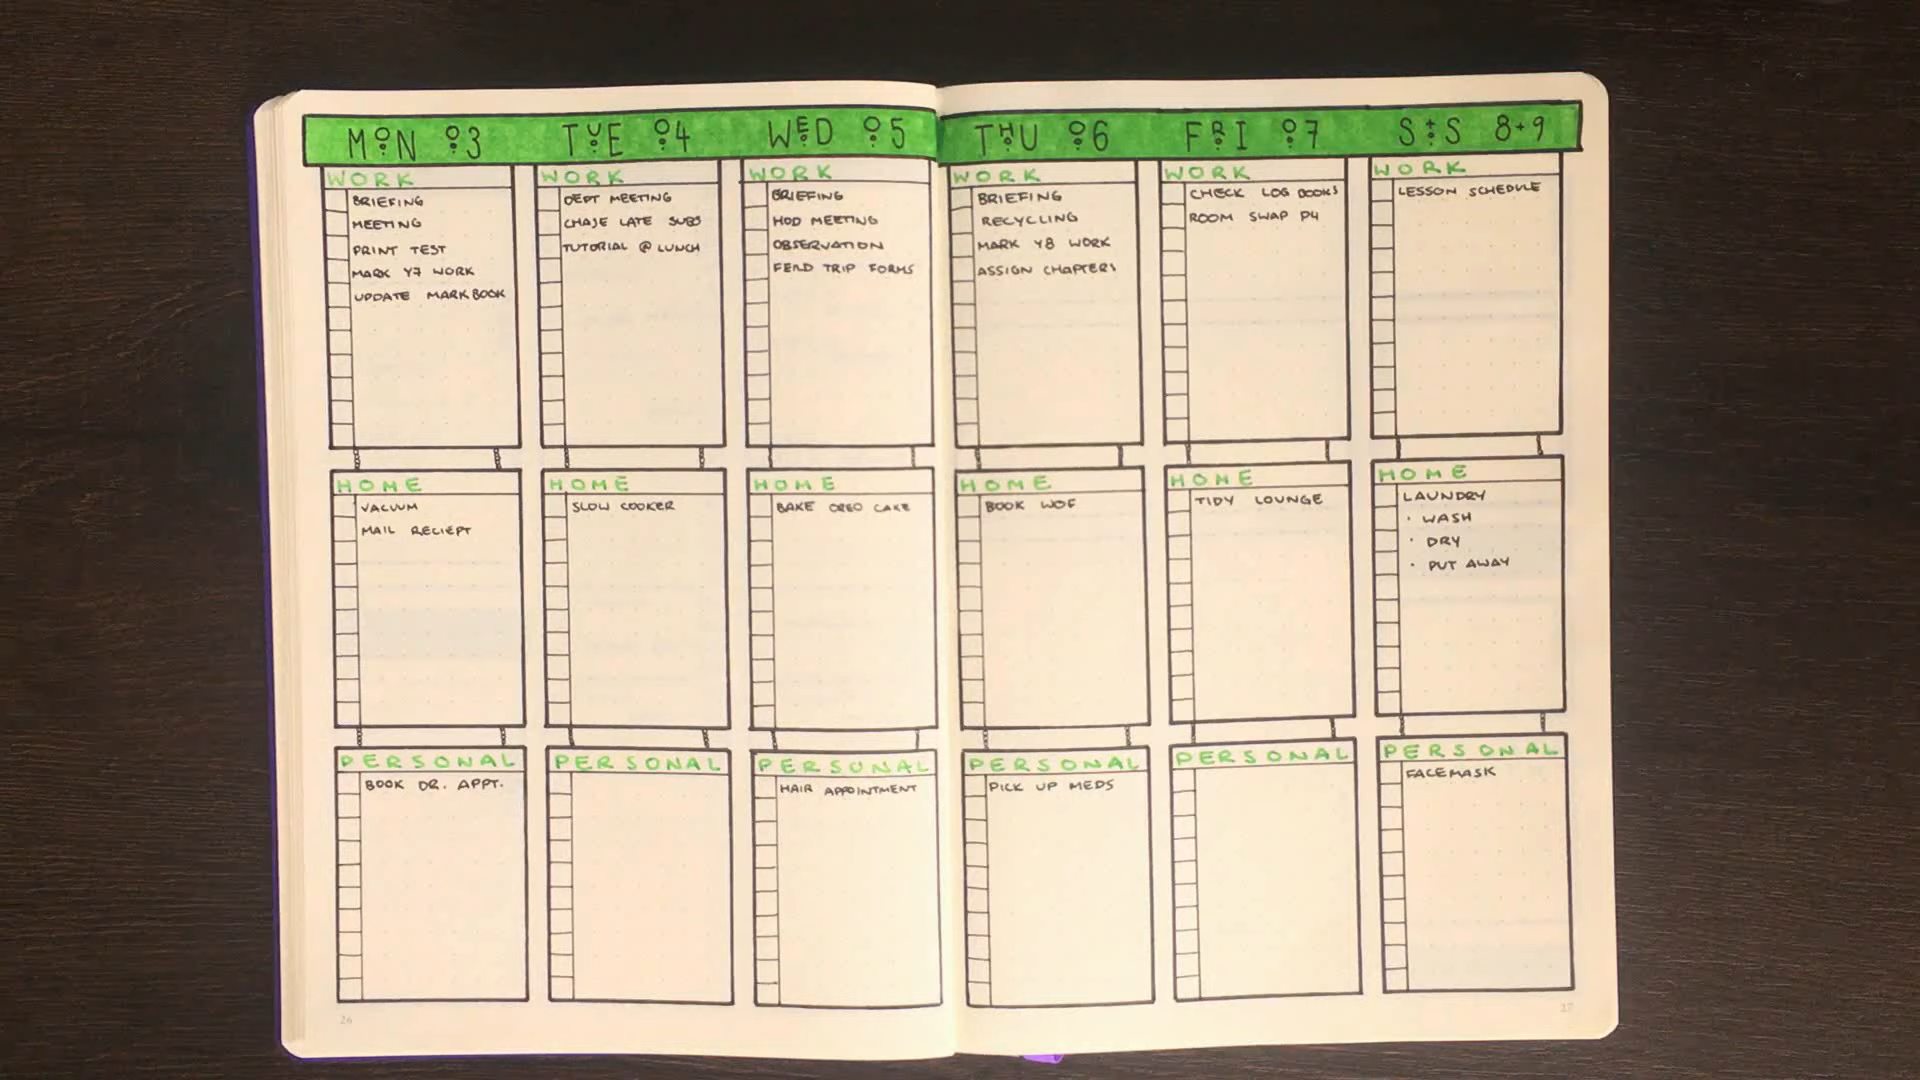 MON 03
WORK
BRIEFING
MEETING
PRINT TEST
MARK Y7 WORK
UPDATE MARKBOOK
HOME
VACUUM
MAIL RECIEPT
PERSONAL
BOOK DR. APPT.
TUE 04
WORK
DEPT MEETING
CHASE LATE SUBS
TUTORIAL @ LUNCH
HOME
SLOW COOKER
PERSONAL
WED 05
WORK
BRIEFING
HOD MEETING
OBSERVATION
TRIP FORMS
HOME
BAKE OREO CAKE
PERSONAL
HAIR APPOINTMENT
THU 06
WORK
BRIEFING
RECYCLING
MARK Y8 WORK
ASSIGN CHAPTERS
HOME
BOOK WOF
PERSONAL
PICK UP MEDS
FRI 07
WORK
CHECK LOG BOOKS
ROOM SWAP P4
HOME
TIDY LOUNGE
PERSONAL
S+S 8+9
WORK
LESSON SCHEDULE
HOME
LAUNDRY
· WASH
· DRY
· PUT AWAY
PERSONAL
FACEMASK
26
27